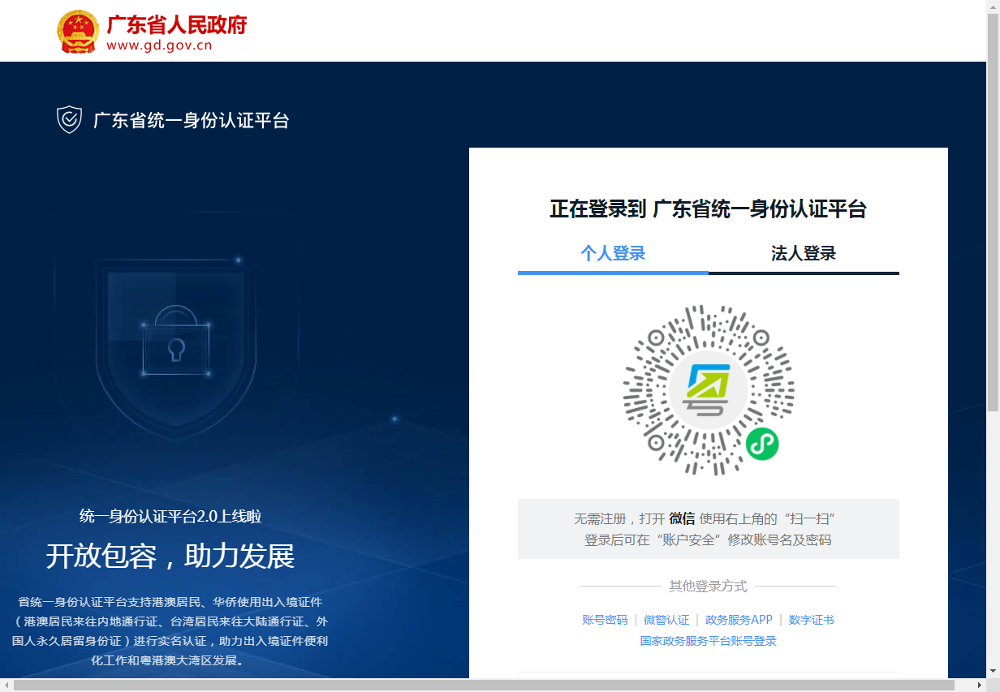 广东省人民政府
www.gd.gov.cn
广东省统一身份认证平台
正在登录到 广东省统一身份认证平台
个人登录
法人登录
无需注册，打开 微信 使用右上角的“扫一扫”
登录后可在“账户安全”修改账号名及密码
其他登录方式
账号密码 | 微警认证 | 政务服务APP | 数字证书
国家政务服务平台账号登录
统一身份认证平台2.0上线啦
开放包容，助力发展
省统一身份认证平台支持港澳居民、华侨使用出入境证件
（港澳居民来往内地通行证、台湾居民来往大陆通行证、外
国人永久居留身份证）进行实名认证，助力出入境证件便利
化工作和粤港澳大湾区发展。